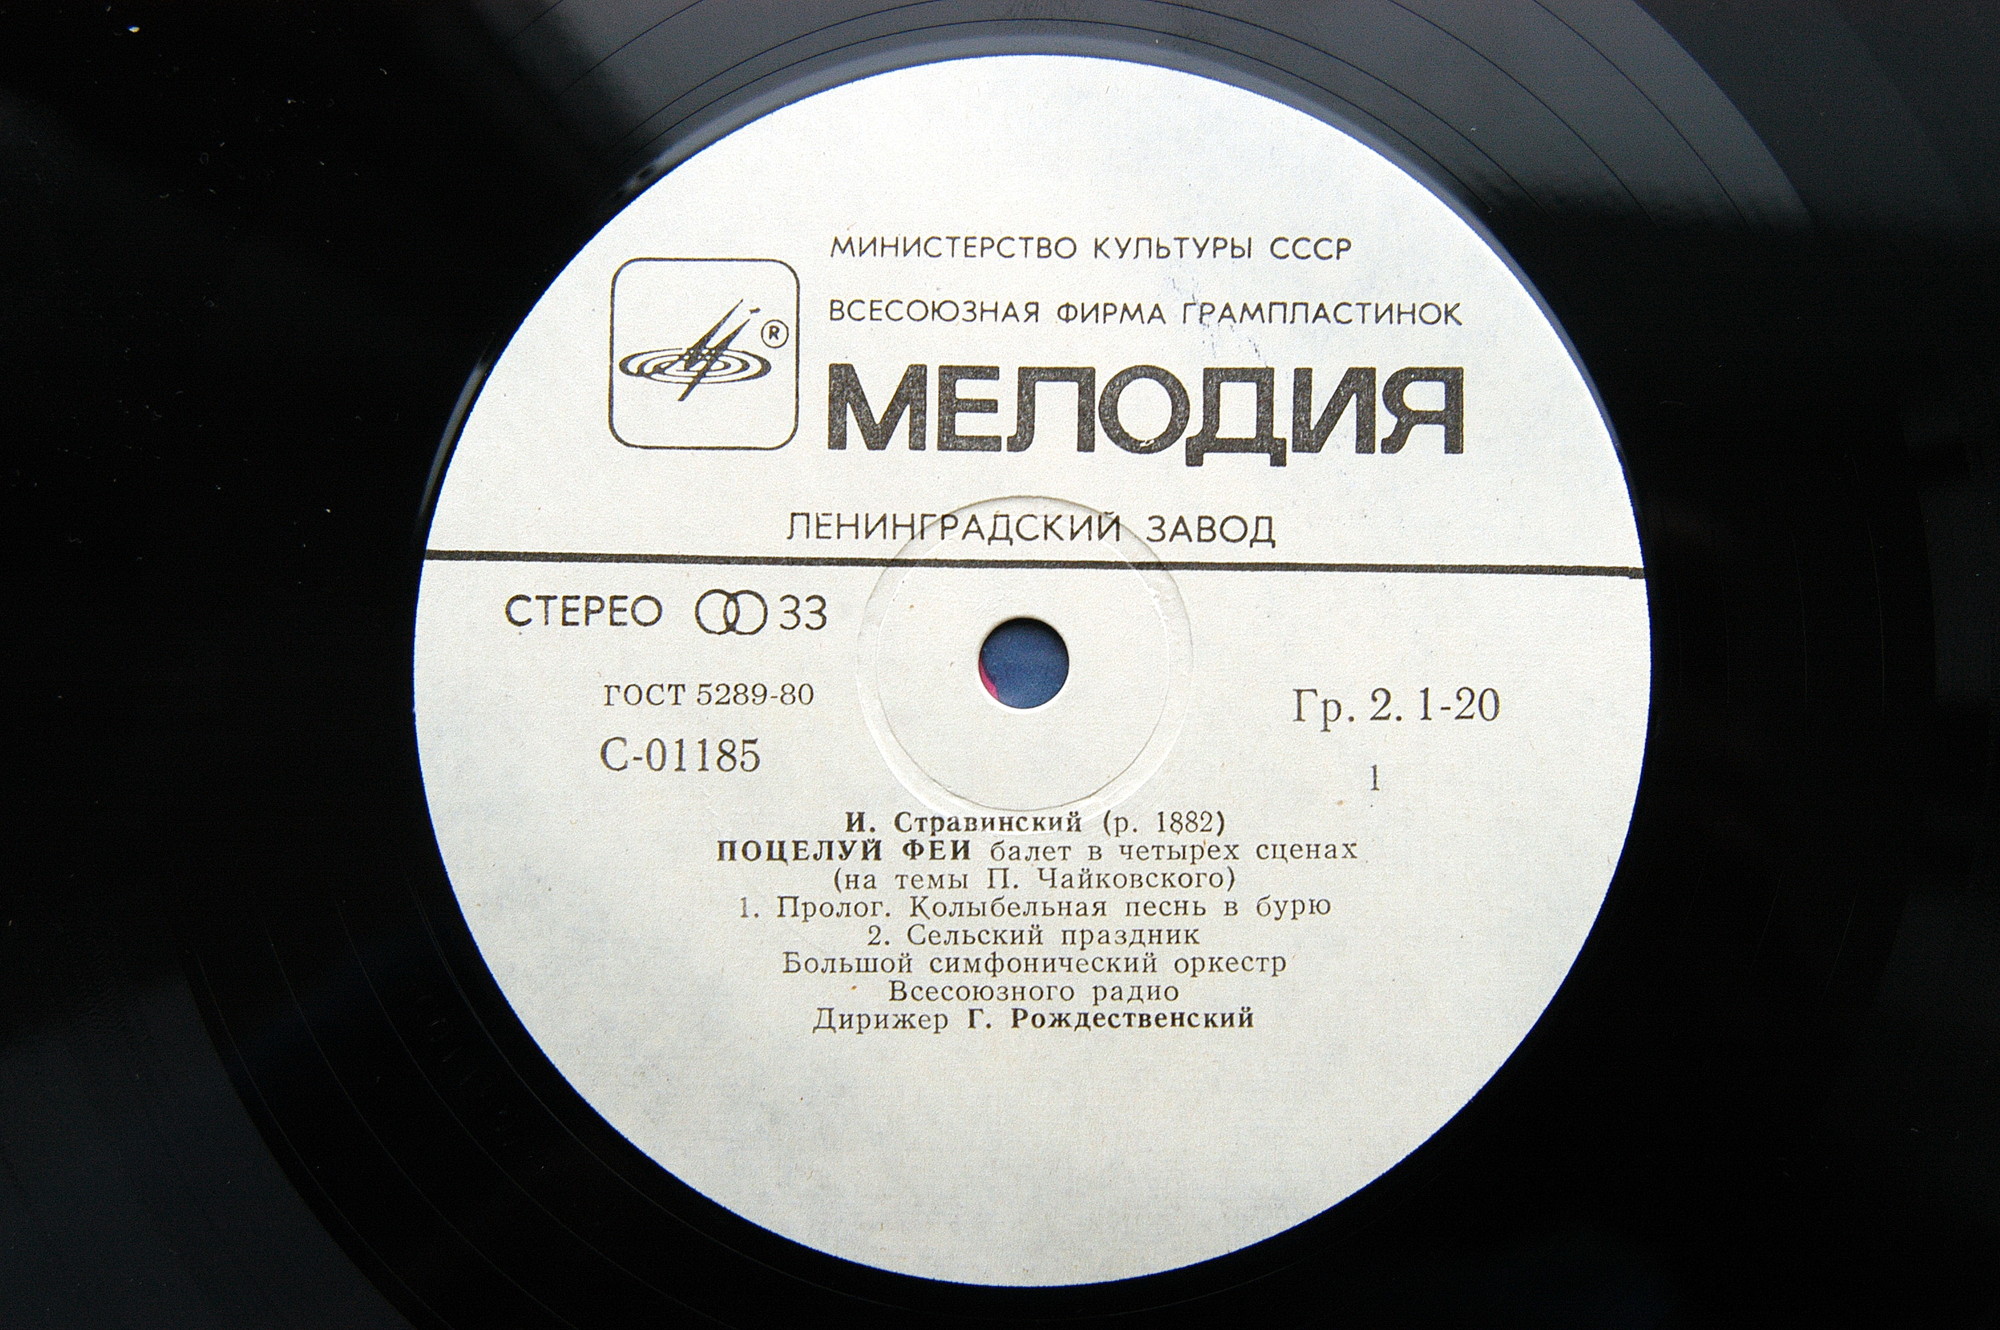 МИНИСТЕРСТВО КУЛЬТУРЫ СССР
ВСЕСОЮЗНАЯ ФИРМА ГРАМПЛАСТИНОК
®
МЕЛОДИЯ
ЛЕНИНГРАДСКИЙ ЗАВОД
СТЕРЕО 33
ГОСТ 5289-80
Гр. 2. 1-20
С-01185
1
И. Стравинский (р. 1882)
ПОЦЕЛУЙ ФЕИ балет в четырех сценах
(на темы П. Чайковского)
1. Пролог. Колыбельная песнь в бурю
2. Сельский праздник
Большой симфонический оркестр
Всесоюзного радио
Дирижер Г. Рождественский